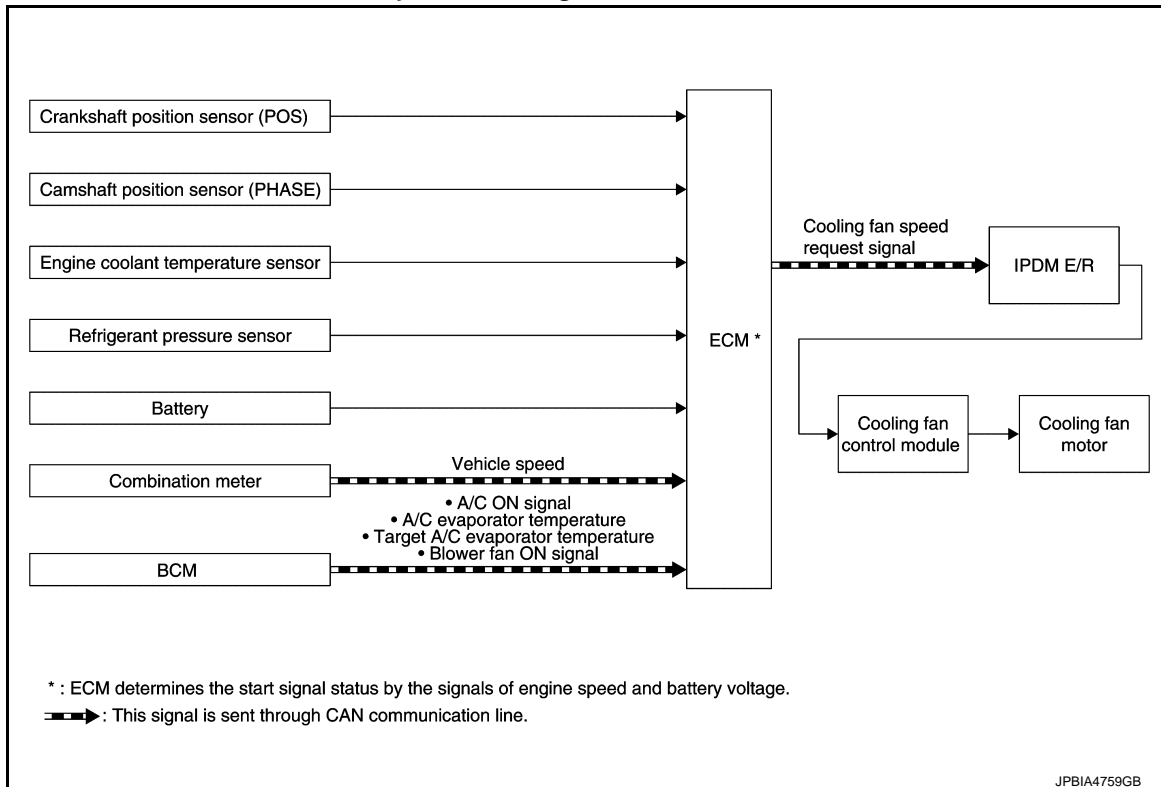 Crankshaft position sensor (POS)
Camshaft position sensor (PHASE)
Engine coolant temperature sensor
Refrigerant pressure sensor
Battery
Combination meter
BCM
Vehicle speed
• A/C ON signal
• A/C evaporator temperature
• Target A/C evaporator temperature
• Blower fan ON signal
ECM *
Cooling fan speed
request signal
IPDM E/R
Cooling fan
control module
Cooling fan
motor
* : ECM determines the start signal status by the signals of engine speed and battery voltage.
: This signal is sent through CAN communication line.
JPBIA4759GB